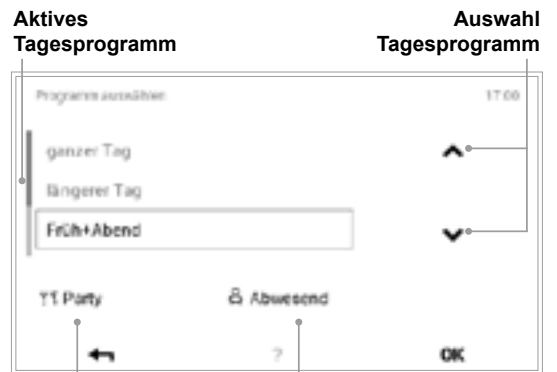 Aktives
Tagesprogramm
Auswahl
Tagesprogramm
Programm auswählen 17:00
ganzer Tag
längerer Tag
Früh+Abend
Party Abwesend
? OK